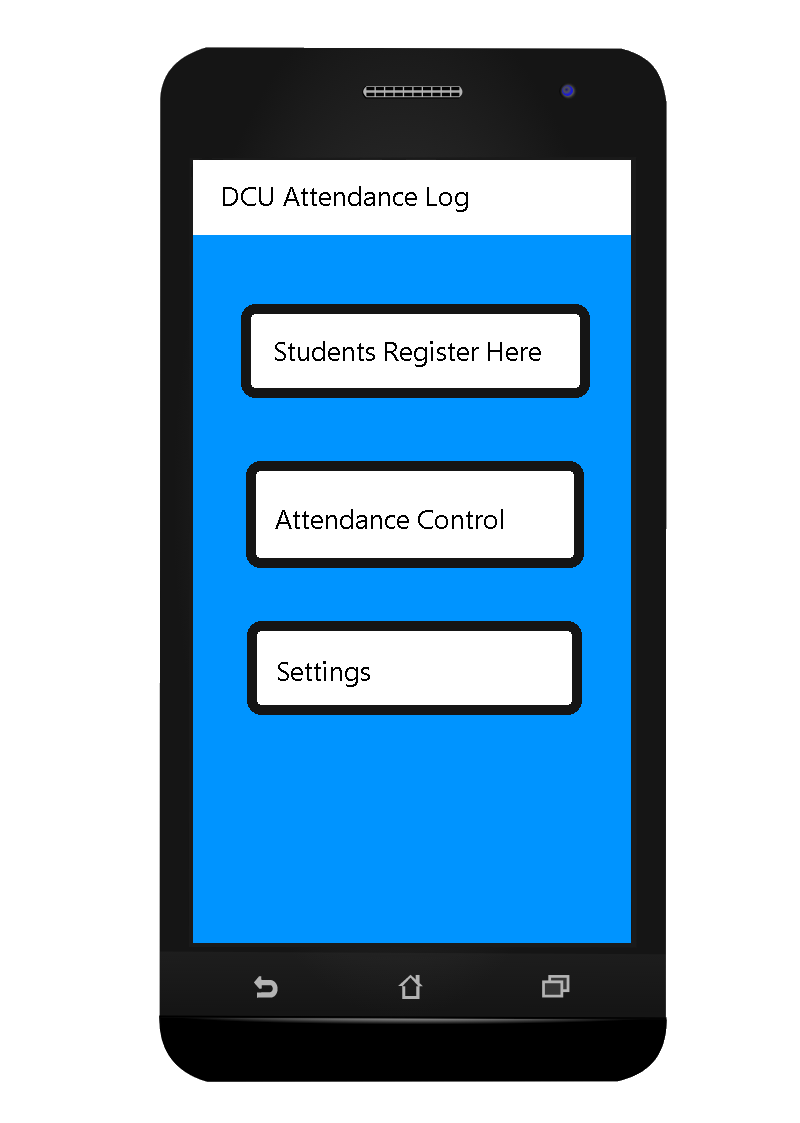 DCU Attendance Log
Students Register Here
Attendance Control
Settings